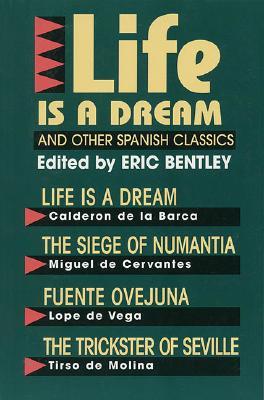 Life
IS A DREAM
AND OTHER SPANISH CLASSICS
Edited by ERIC BENTLEY
LIFE IS A DREAM
Calderon de la Barca
THE SIEGE OF NUMANTIA
Miguel de Cervantes
FUENTE OVEJUNA
Lope de Vega
THE TRICKSTER OF SEVILLE
Tirso de Molina